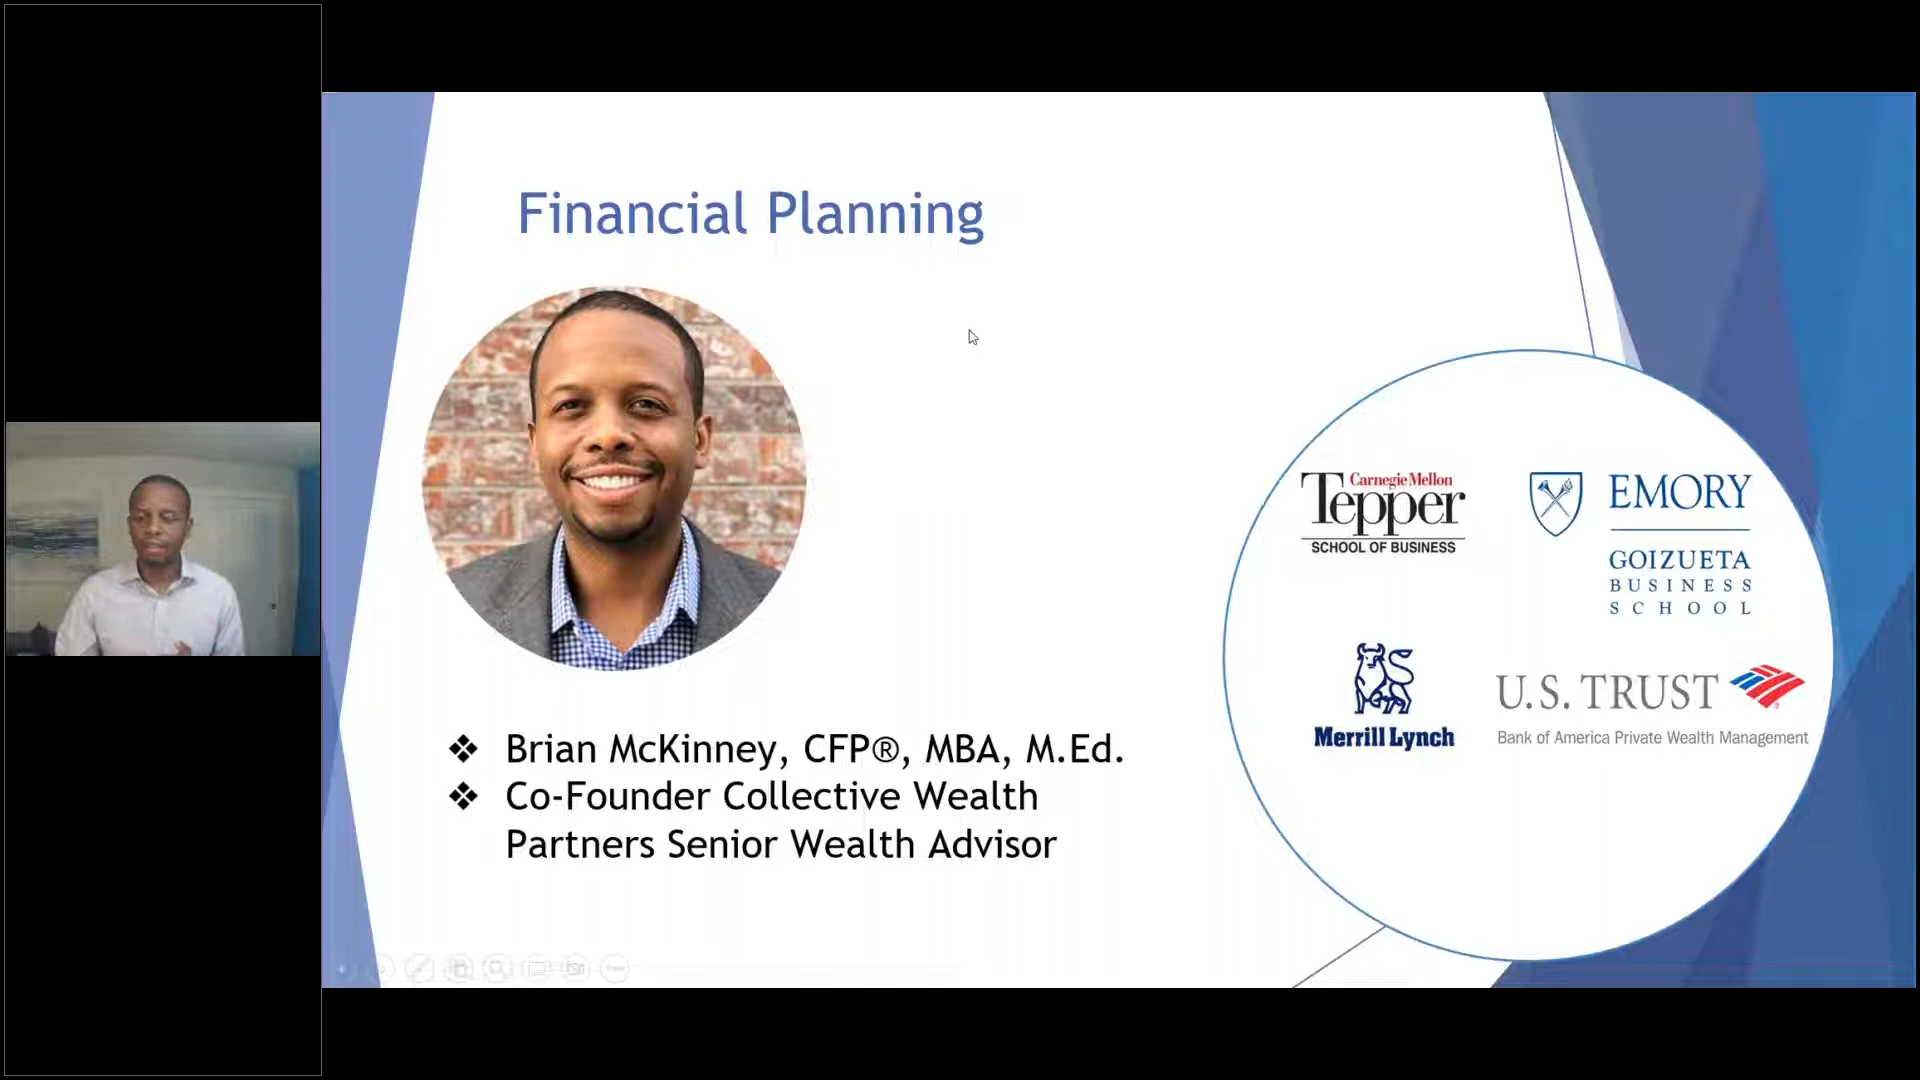 Financial Planning
❖ Brian McKinney, CFP®, MBA, M.Ed.
❖ Co-Founder Collective Wealth
Partners Senior Wealth Advisor
Carnegie Mellon
Tepper
SCHOOL OF BUSINESS
EMORY
GOIZUETA
BUSINESS
SCHOOL
Merrill Lynch
U.S. TRUST
Bank of America Private Wealth Management